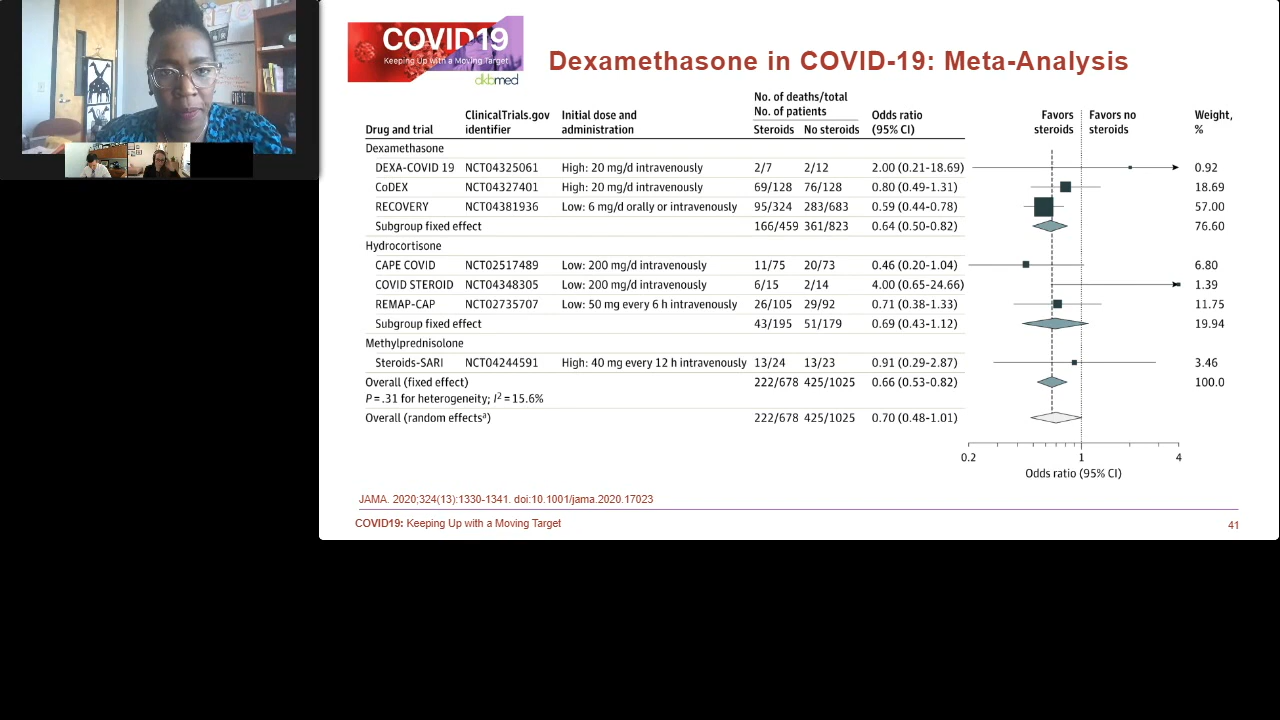 COVID19
Keeping Up with a Moving Target
dkbmed
Dexamethasone in COVID-19: Meta-Analysis
No. of deaths/total
No. of patients
Drug and trial ClinicalTrials.gov identifier Initial dose and administration Steroids No steroids Odds ratio (95% CI) Favors steroids Favors no steroids Weight, %
Dexamethasone
DEXA-COVID 19 NCT04325061 High: 20 mg/d intravenously 2/7 2/12 2.00 (0.21-18.69) 0.92
CoDEX NCT04327401 High: 20 mg/d intravenously 69/128 76/128 0.80 (0.49-1.31) 18.69
RECOVERY NCT04381936 Low: 6 mg/d orally or intravenously 95/324 283/683 0.59 (0.44-0.78) 57.00
Subgroup fixed effect 166/459 361/823 0.64 (0.50-0.82) 76.60
Hydrocortisone
CAPE COVID NCT02517489 Low: 200 mg/d intravenously 11/75 20/73 0.46 (0.20-1.04) 6.80
COVID STEROID NCT04348305 Low: 200 mg/d intravenously 6/15 2/14 4.00 (0.65-24.66) 1.39
REMAP-CAP NCT02735707 Low: 50 mg every 6 h intravenously 26/105 29/92 0.71 (0.38-1.33) 11.75
Subgroup fixed effect 43/195 51/179 0.69 (0.43-1.12) 19.94
Methylprednisolone
Steroids-SARI NCT04244591 High: 40 mg every 12 h intravenously 13/24 13/23 0.91 (0.29-2.87) 3.46
Overall (fixed effect) 222/678 425/1025 0.66 (0.53-0.82) 100.0
P = .31 for heterogeneity; I² = 15.6%
Overall (random effectsᵃ) 222/678 425/1025 0.70 (0.48-1.01)
0.2 1 4
Odds ratio (95% CI)
JAMA. 2020;324(13):1330-1341. doi:10.1001/jama.2020.17023
COVID19: Keeping Up with a Moving Target 41